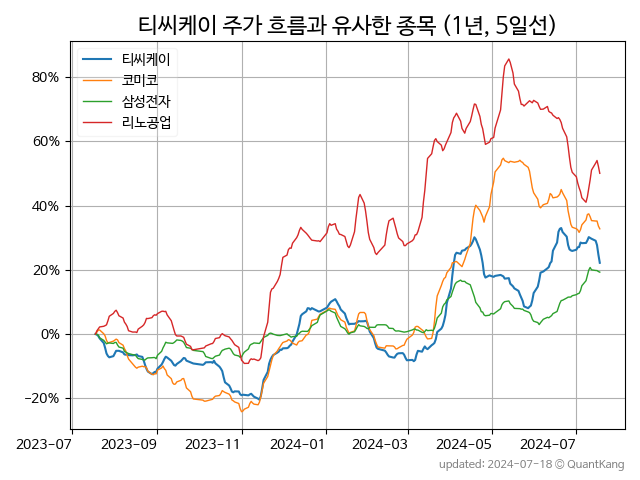 티씨케이 주가 흐름과 유사한 종목 (1년, 5일선)
티씨케이
코미코
삼성전자
리노공업
80%
60%
40%
20%
0%
−20%
2023-07 2023-09 2023-11 2024-01 2024-03 2024-05 2024-07
updated: 2024-07-18 © QuantKang